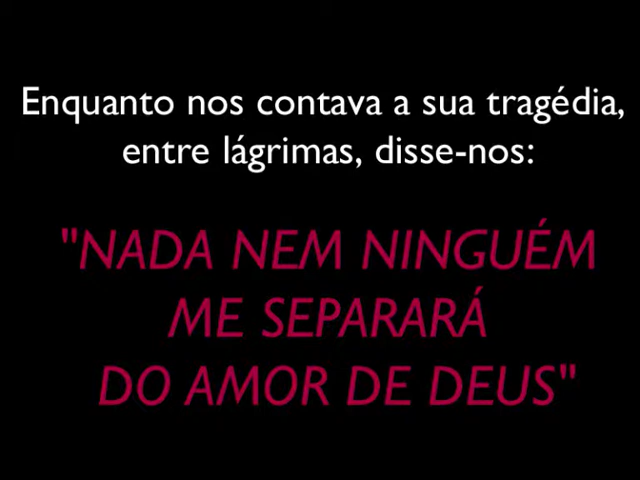 Enquanto nos contava a sua tragédia,
entre lágrimas, disse-nos:
"NADA NEM NINGUÉM
ME SEPARARÁ
DO AMOR DE DEUS"